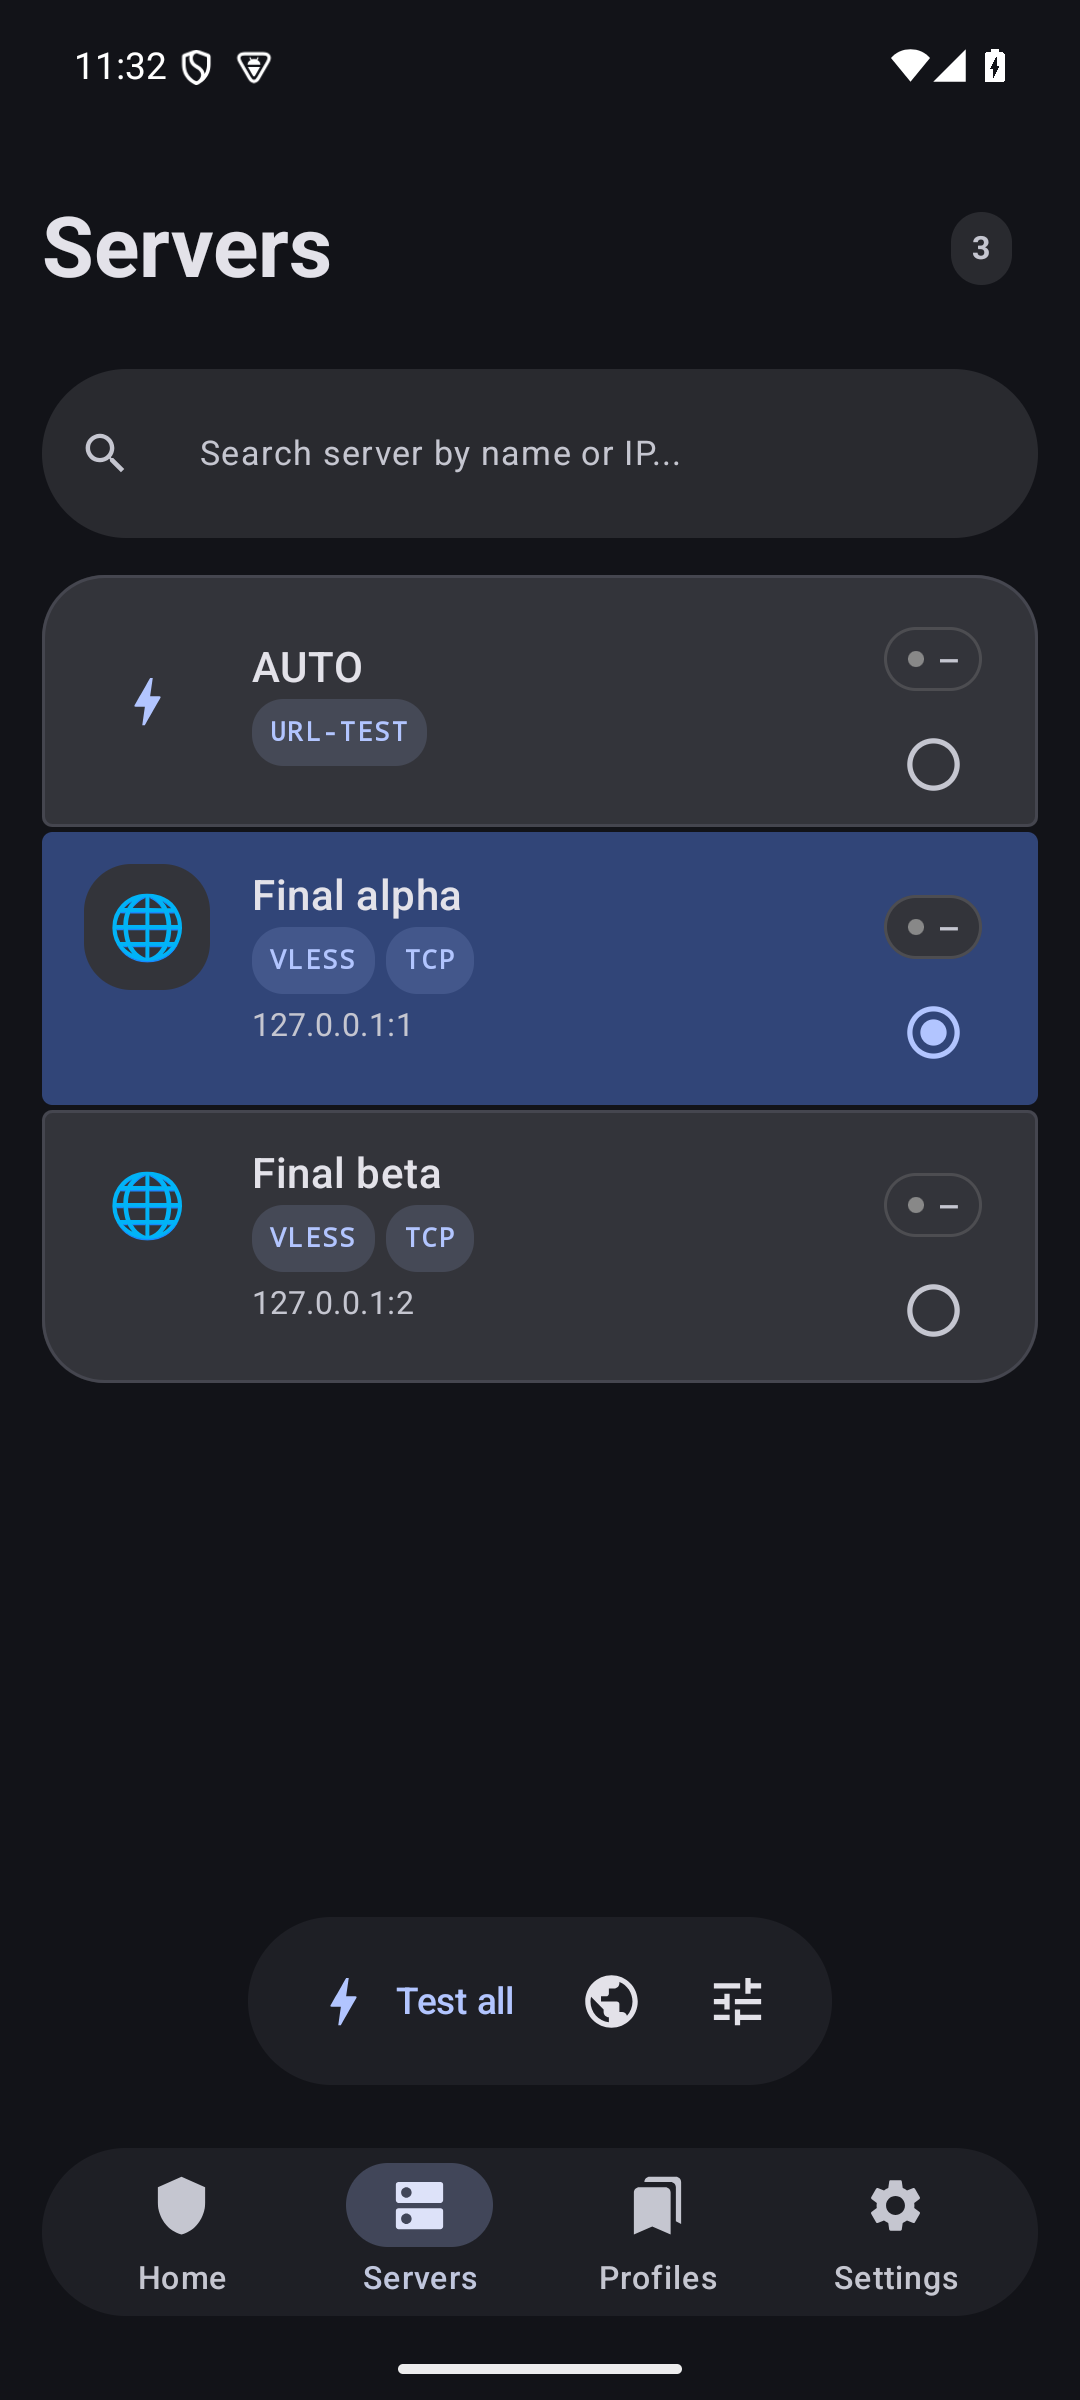 11:32
Servers
3
Search server by name or IP...
AUTO
–
URL-TEST
Final alpha
–
VLESS TCP
127.0.0.1:1
Final beta
–
VLESS TCP
127.0.0.1:2
Test all
Home Servers Profiles Settings